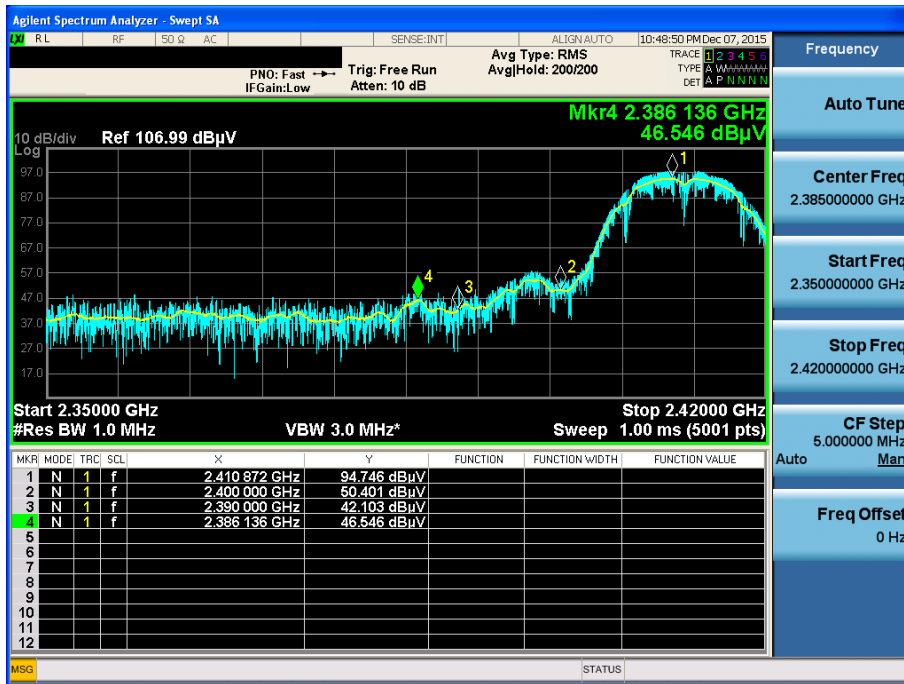 Agilent Spectrum Analyzer - Swept SA
LXI RL RF 50 Ω AC SENSE:INT ALIGN AUTO 10:48:50 PM Dec 07, 2015
PNO: Fast Trig: Free Run Avg Type: RMS TRACE 1 2 3 4 5 6
IFGain:Low Atten: 10 dB Avg|Hold: 200/200 TYPE A WWWWW
DET A P N N N N
Frequency
Auto Tune
Center Freq
2.385000000 GHz
Start Freq
2.350000000 GHz
Stop Freq
2.420000000 GHz
CF Step
5.000000 MHz
Auto Man
Freq Offset
0 Hz
Mkr4 2.386 136 GHz
46.546 dBµV
10 dB/div Ref 106.99 dBµV
Log
97.0
87.0
77.0
67.0
57.0
47.0
37.0
27.0
17.0
1
2
3
4
Start 2.35000 GHz Stop 2.42000 GHz
#Res BW 1.0 MHz VBW 3.0 MHz* Sweep 1.00 ms (5001 pts)
MKR MODE TRC SCL X Y FUNCTION FUNCTION WIDTH FUNCTION VALUE
1 N 1 f 2.410 872 GHz 94.746 dBµV
2 N 1 f 2.400 000 GHz 50.401 dBµV
3 N 1 f 2.390 000 GHz 42.103 dBµV
4 N 1 f 2.386 136 GHz 46.546 dBµV
5
6
7
8
9
10
11
12
MSG STATUS